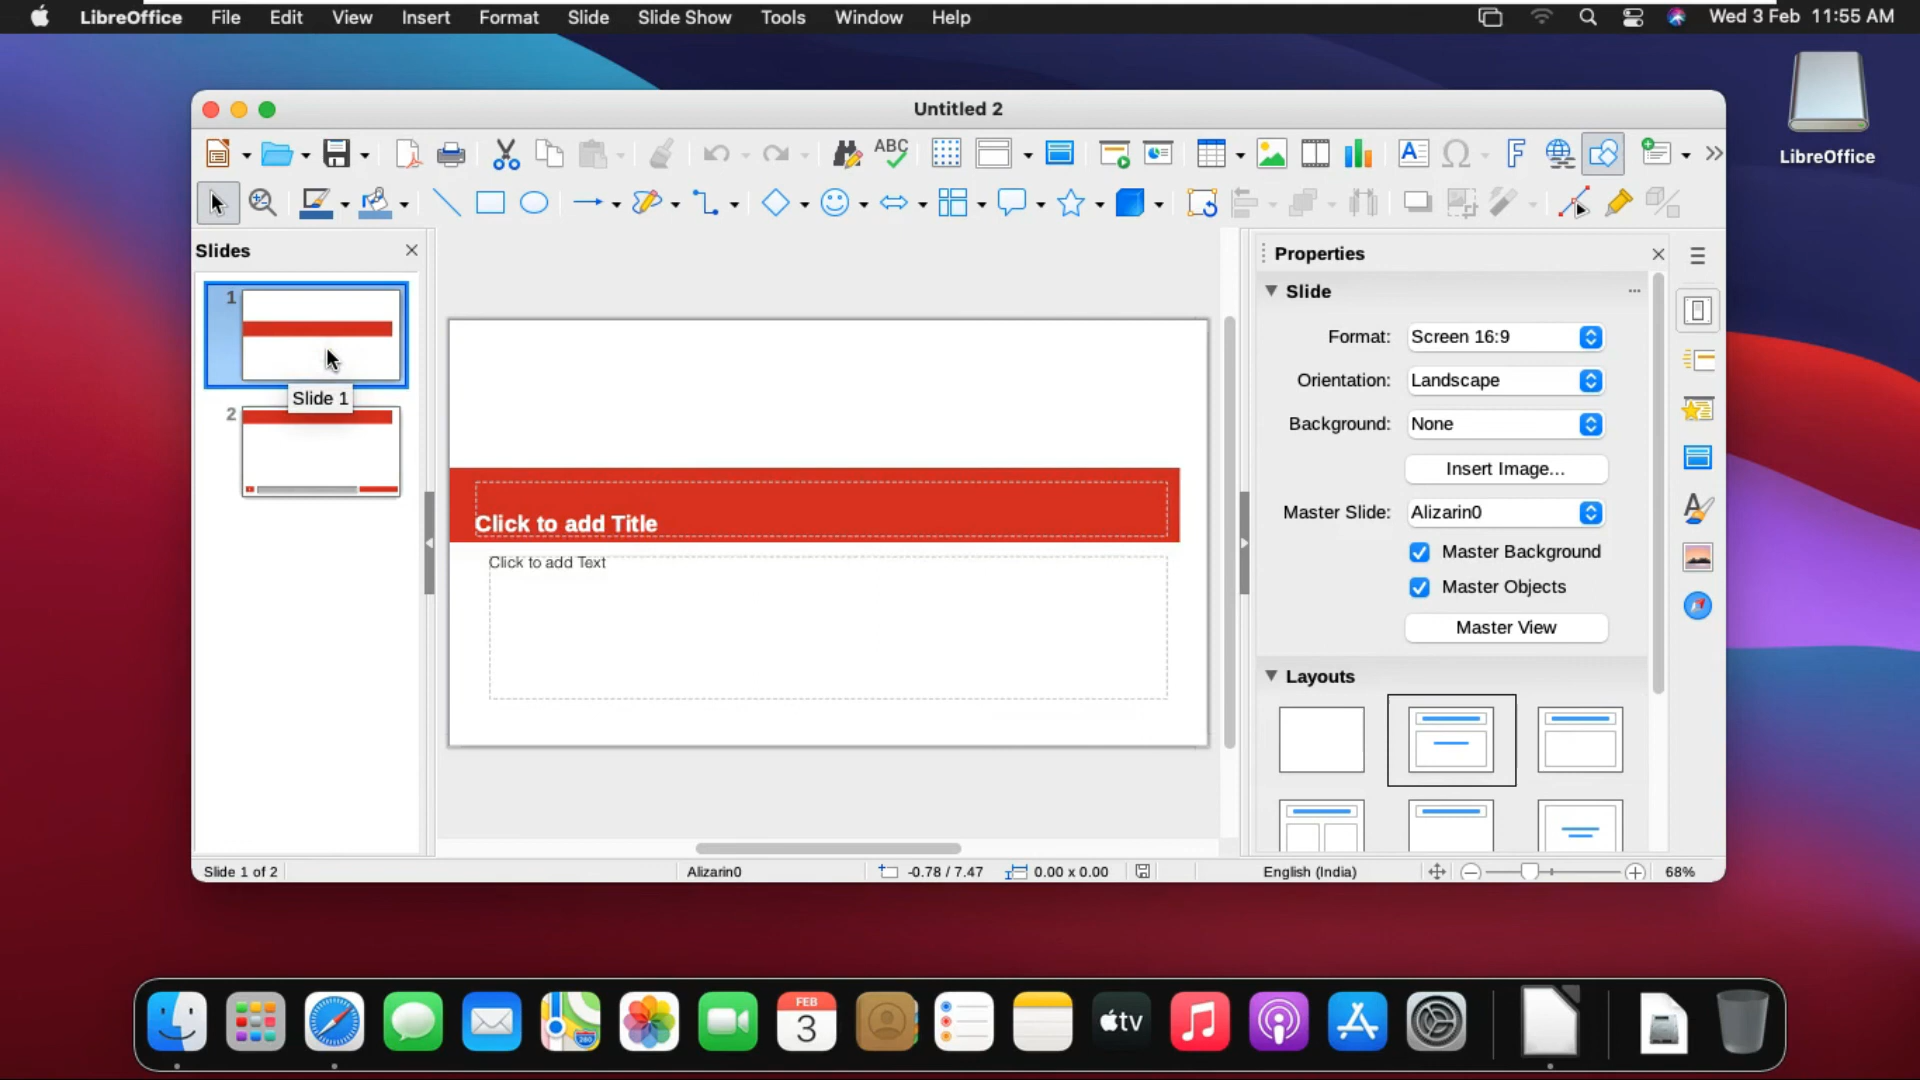 LibreOffice File Edit View Insert Format Slide Slide Show Tools Window Help Wed 3 Feb 11:55 AM
LibreOffice
Untitled 2
ABC A Ω F
Slides
1
Slide 1
2
Click to add Title
Click to add Text
Properties
Slide
Format: Screen 16:9
Orientation: Landscape
Background: None
Insert Image...
Master Slide: Alizarin0
Master Background
Master Objects
Master View
Layouts
Slide 1 of 2 Alizarin0 -0.78 / 7.47 0.00 x 0.00 English (India) 68%
FEB
3
280
tv